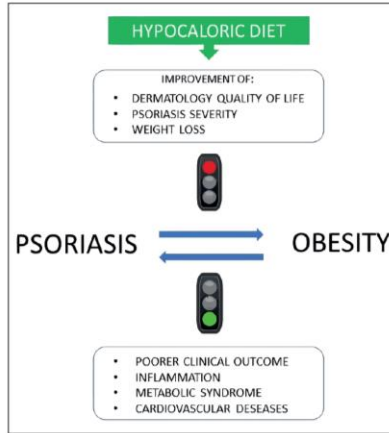 HYPOCALORIC DIET
IMPROVEMENT OF:
• DERMATOLOGY QUALITY OF LIFE
• PSORIASIS SEVERITY
• WEIGHT LOSS
PSORIASIS
OBESITY
• POORER CLINICAL OUTCOME
• INFLAMMATION
• METABOLIC SYNDROME
• CARDIOVASCULAR DESEASES